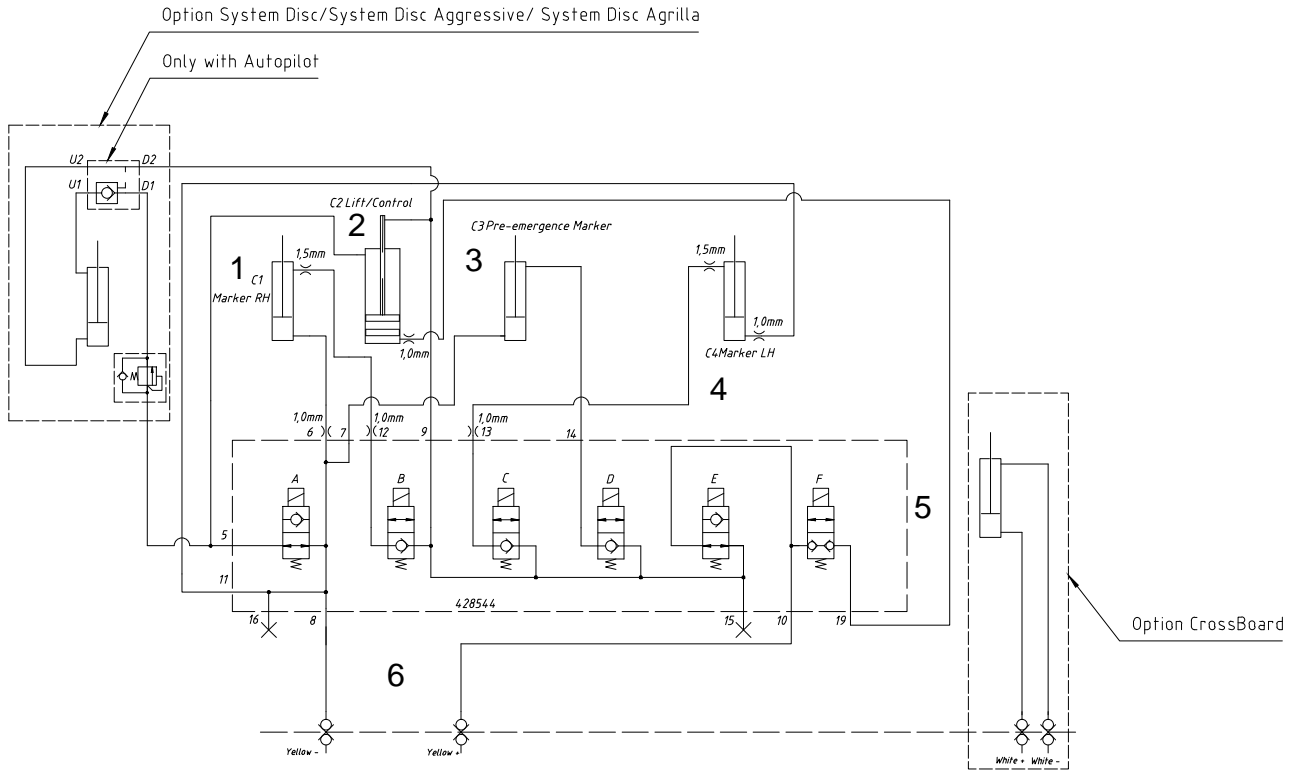 Option System Disc/System Disc Aggressive/ System Disc Agrilla
Only with Autopilot
U2 D2
U1 D1
C2 Lift/Control
2
C3 Pre-emergence Marker
1,5mm
1
C1
Marker RH
3
1,5mm
1,0mm
1,0mm
C4 Marker LH
4
1,0mm
6
7
1,0mm
12
9
1,0mm
13
14
A
B
C
D
E
F
5
5
11
16
8
428544
15
10
19
Option CrossBoard
6
Yellow -
Yellow +
White +
White -